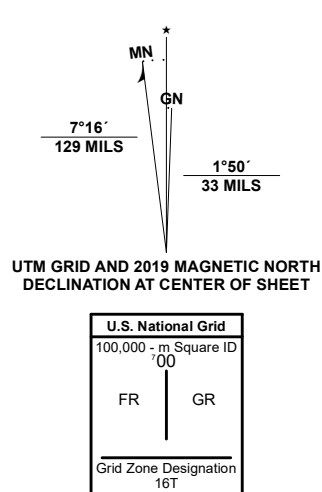 ★
MN
GN
7°16´
129 MILS
1°50´
33 MILS
UTM GRID AND 2019 MAGNETIC NORTH
DECLINATION AT CENTER OF SHEET
U.S. National Grid
100,000 - m Square ID
⁷00
FR GR
Grid Zone Designation
16T